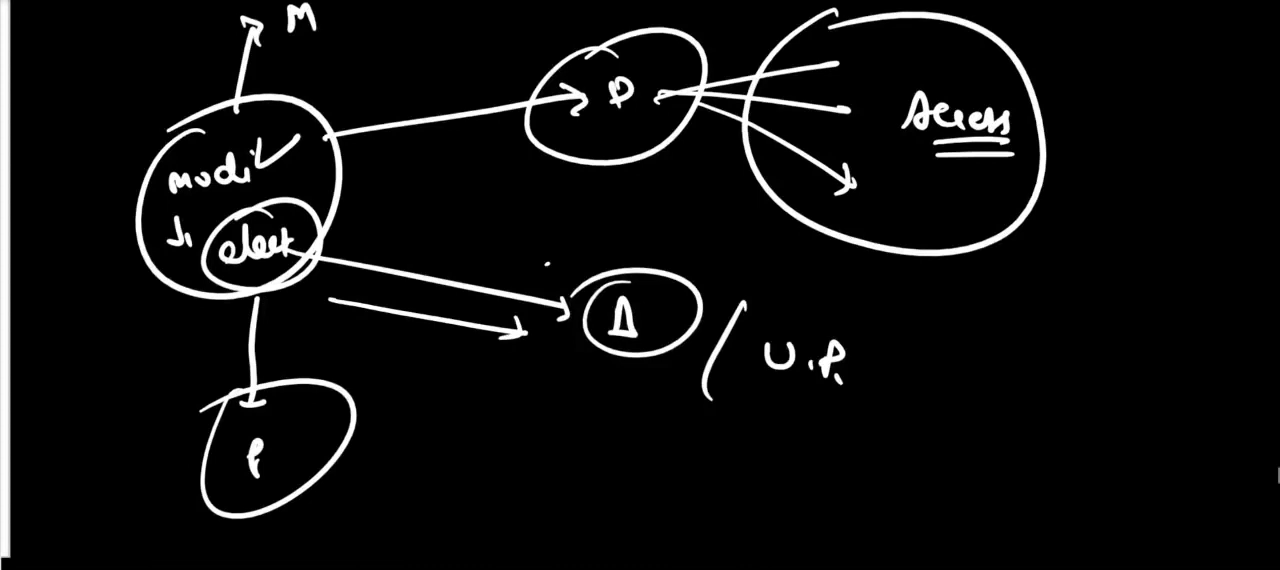 M
P
Access
modi
elect
Δ
U.P.
P